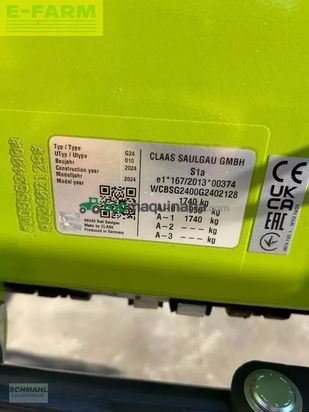 E-FARM
Typ / Type G24
UTyp / Utype 010
Baujahr
Construction year 2024
Modelljahr
Model year 2024
CLAAS SAULGAU GMBH
S1a
e1*167/2013*00374
WCBSG2400G2402128
1740 kg
A-1 1740 kg
A-2 --- kg
A-3 --- kg
88348 Bad Saulgau
Made by CLAAS
Produced in Germany
CE
UK
CA
EAC
SCHMAHL